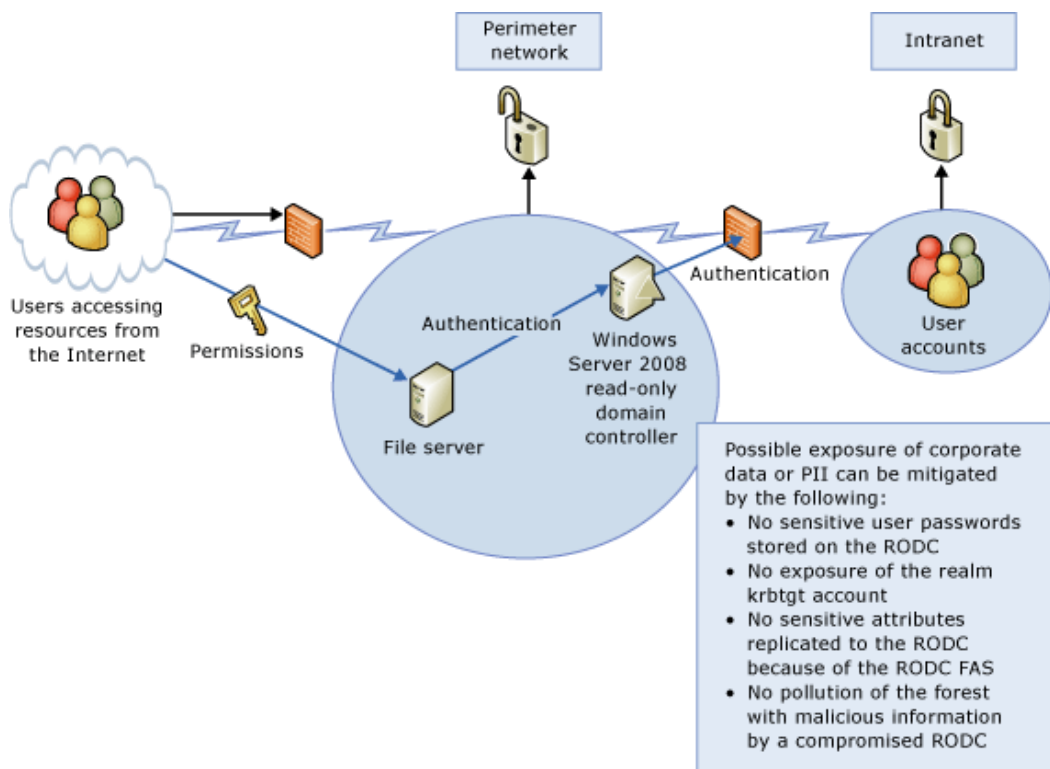 Perimeter
network
Intranet
Users accessing
resources from
the Internet
Permissions
File server
Authentication
Windows
Server 2008
read-only
domain
controller
Authentication
User
accounts
Possible exposure of corporate
data or PII can be mitigated
by the following:
• No sensitive user passwords
stored on the RODC
• No exposure of the realm
krbtgt account
• No sensitive attributes
replicated to the RODC
because of the RODC FAS
• No pollution of the forest
with malicious information
by a compromised RODC